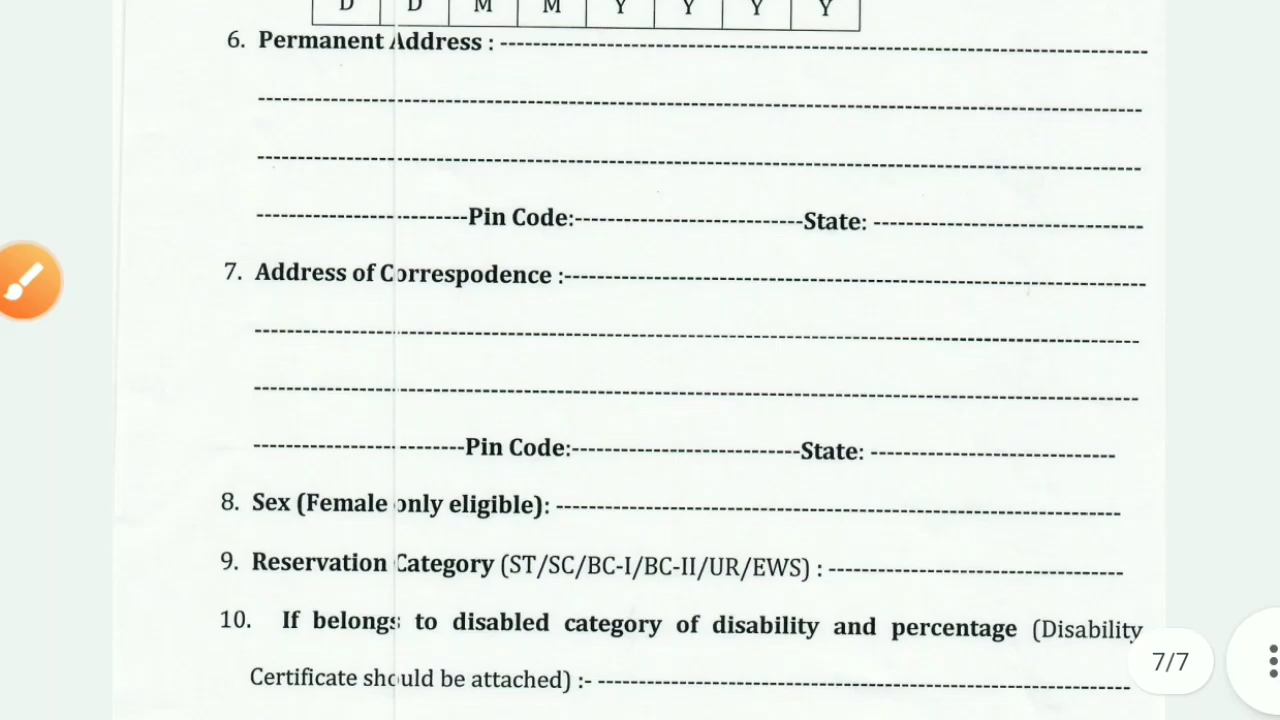 D D M M Y Y Y Y
6. Permanent Address : ------------------------------------------------------------
------------------------------------------------------------
------------------------------------------------------------
--------------------Pin Code:----------------------State: --------------------------
7. Address of Correspodence :------------------------------------------------------------
------------------------------------------------------------
------------------------------------------------------------
--------------------Pin Code:----------------------State: ------------------------
8. Sex (Female only eligible): ------------------------------------------------------------
9. Reservation Category (ST/SC/BC-I/BC-II/UR/EWS) : -----------------------------
10. If belongs to disabled category of disability and percentage (Disability
Certificate should be attached) :- ----------------------------------------------------
7/7